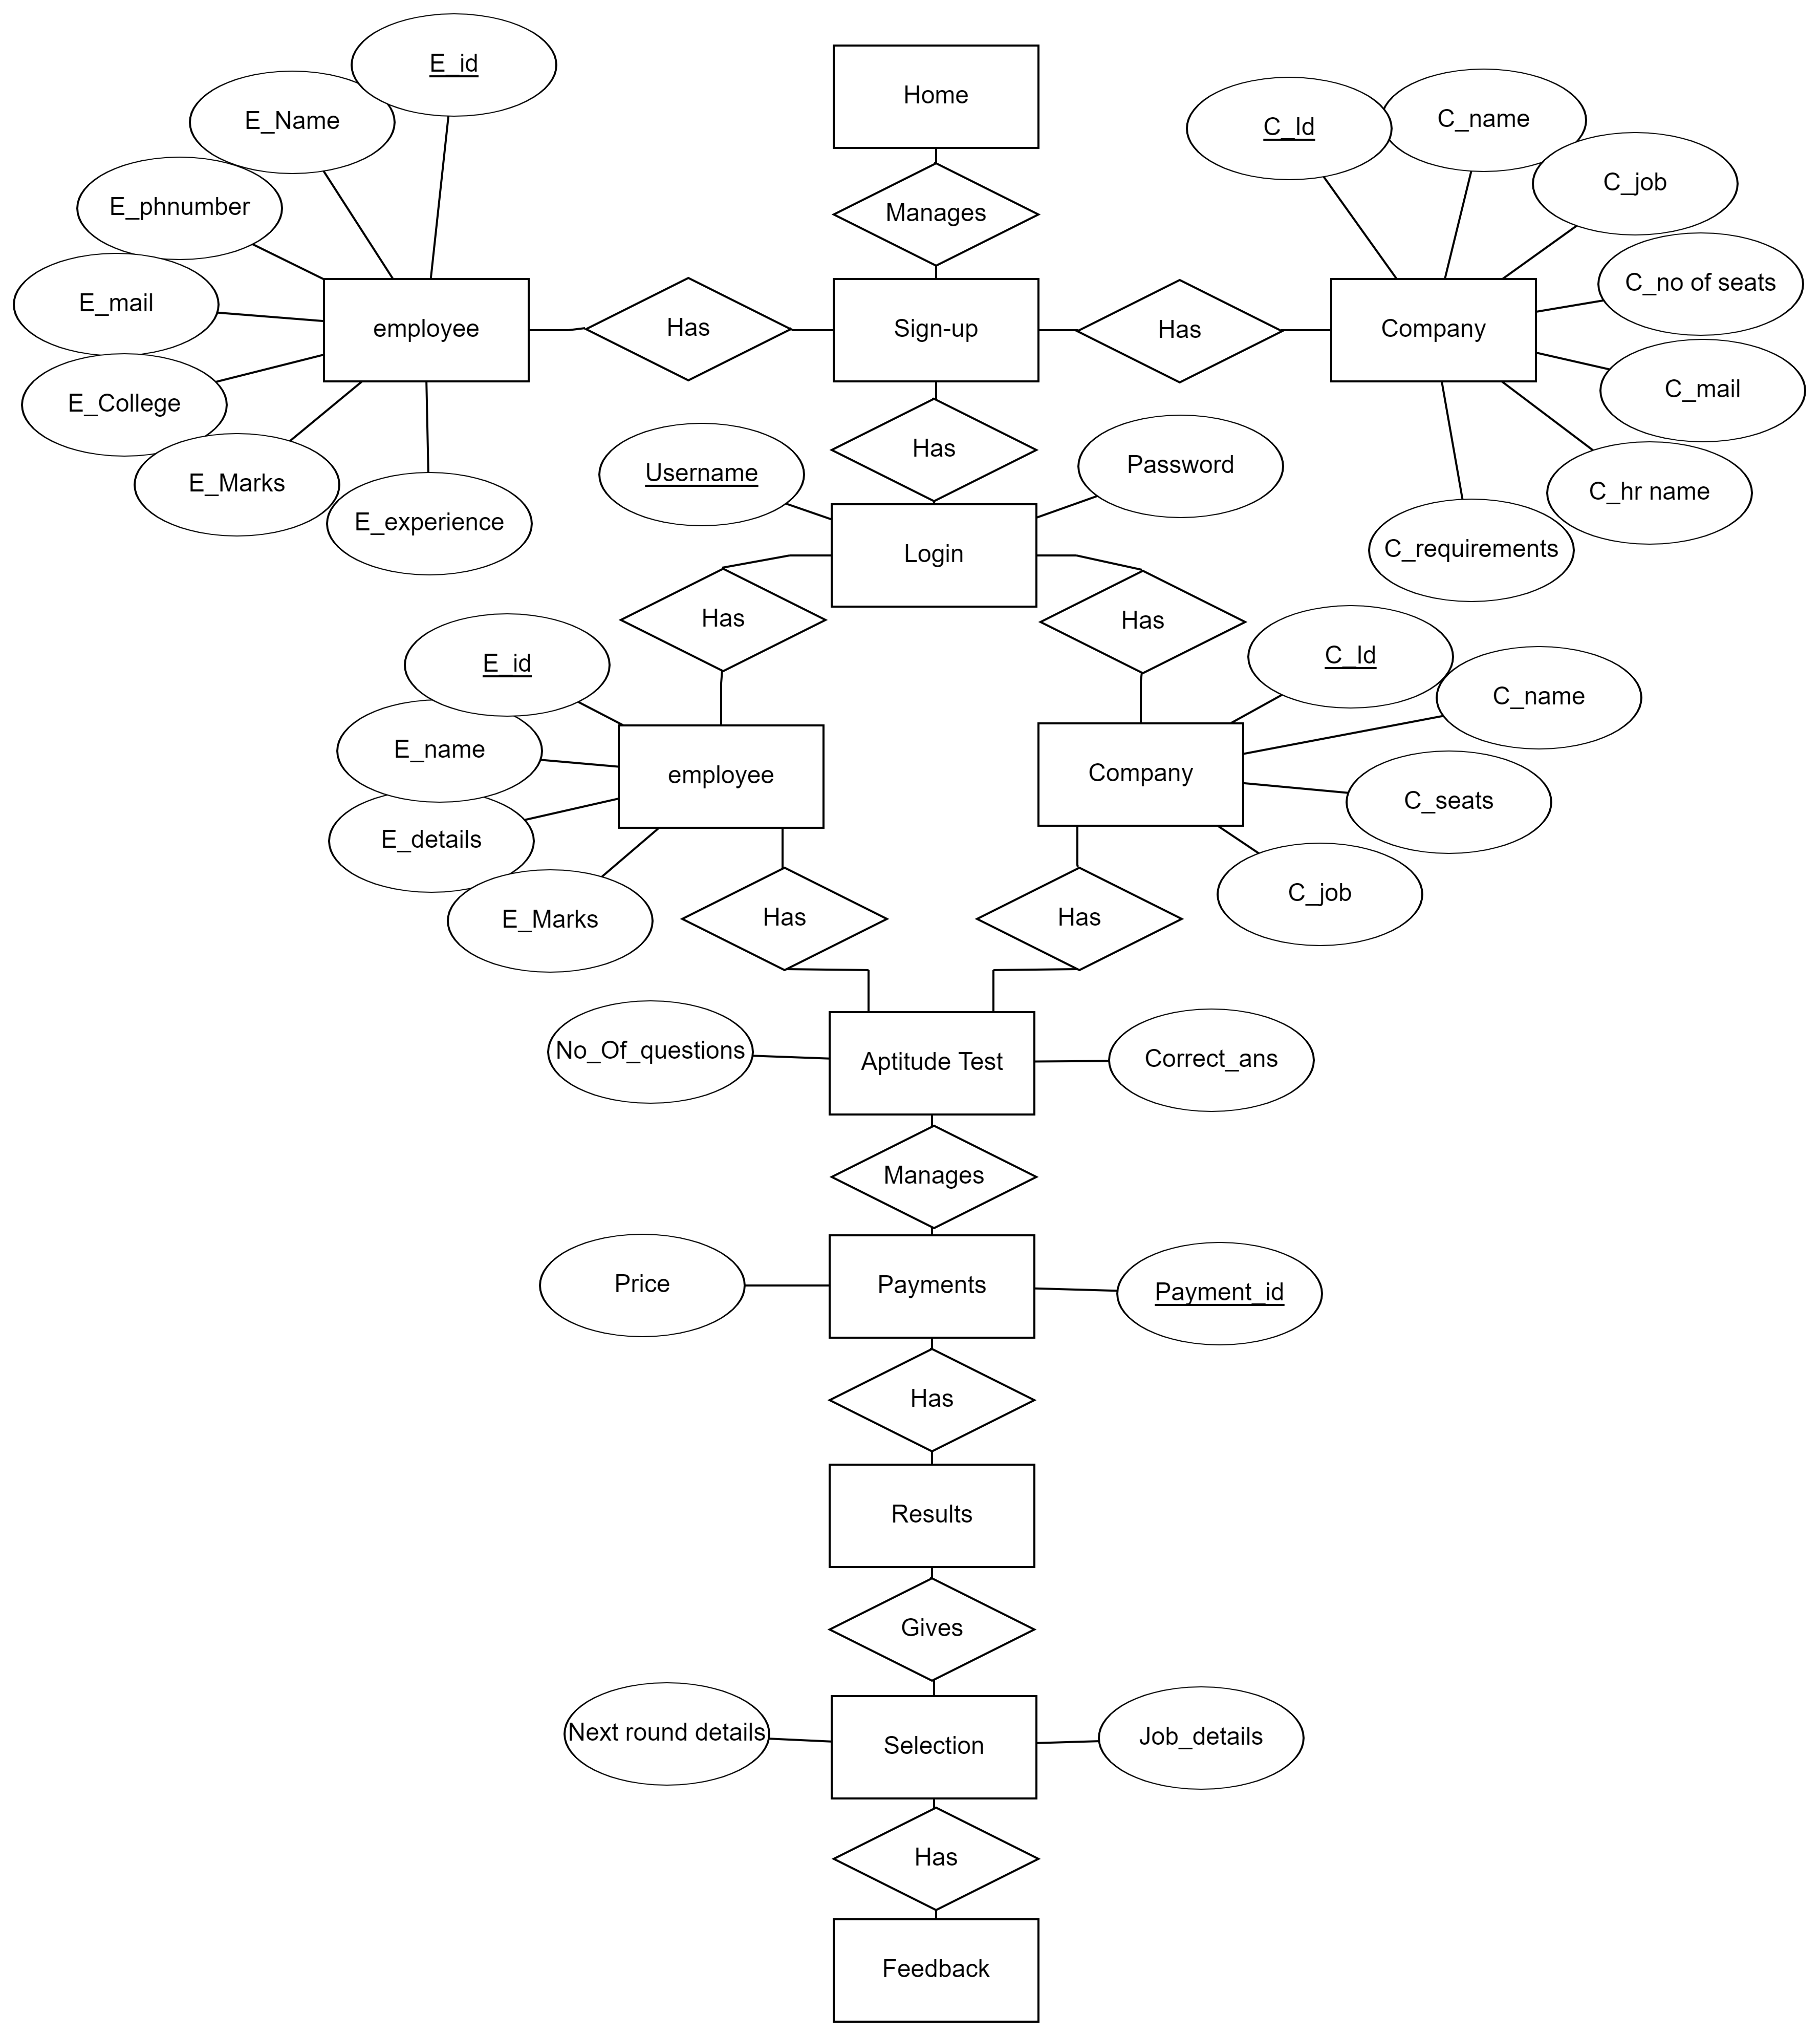 E_id
Home
E_Name
C_Id
C_name
C_job
E_phnumber
Manages
E_mail
C_no of seats
employee
Has
Sign-up
Has
Company
E_College
C_mail
E_Marks
E_experience
Username
Has
Password
C_hr name
C_requirements
Login
Has
Has
E_id
C_Id
C_name
E_name
employee
Company
C_seats
E_details
E_Marks
Has
Has
C_job
No_Of_questions
Aptitude Test
Correct_ans
Manages
Price
Payments
Payment_id
Has
Results
Gives
Next round details
Selection
Job_details
Has
Feedback